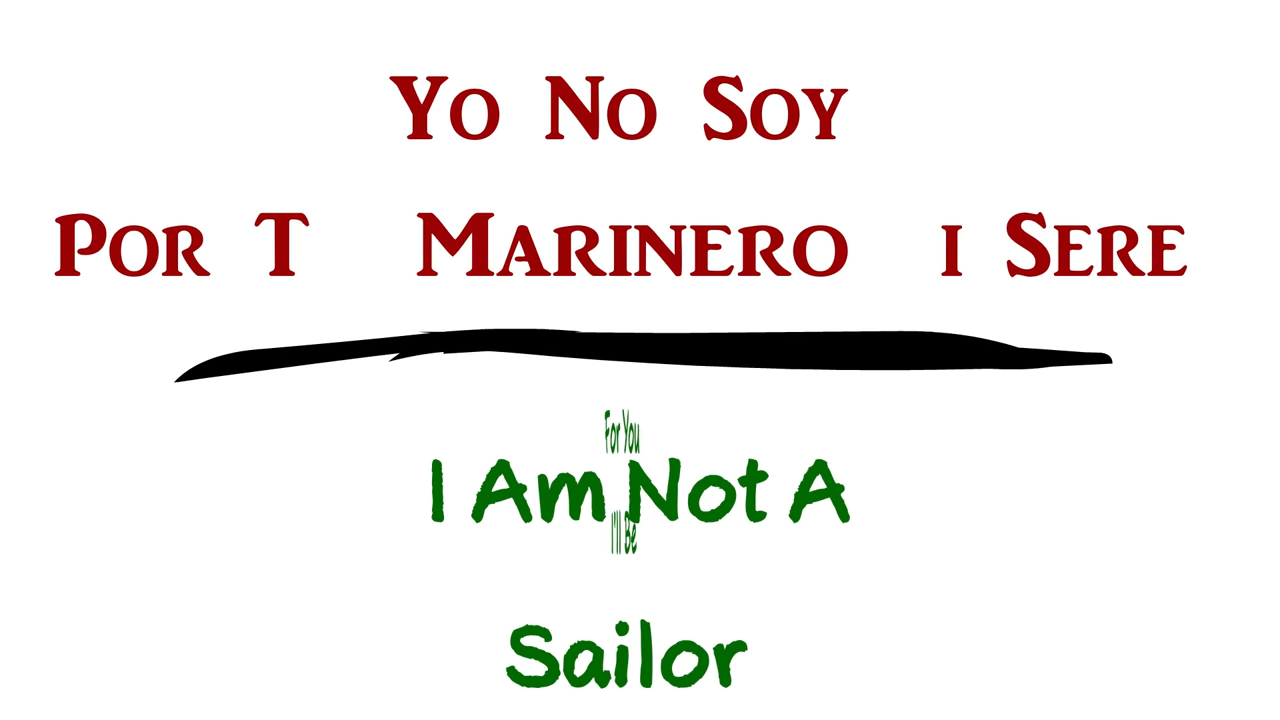 Yo No Soy
Por T Marinero i Sere
For You
I Am Not A
I'll Be
Sailor